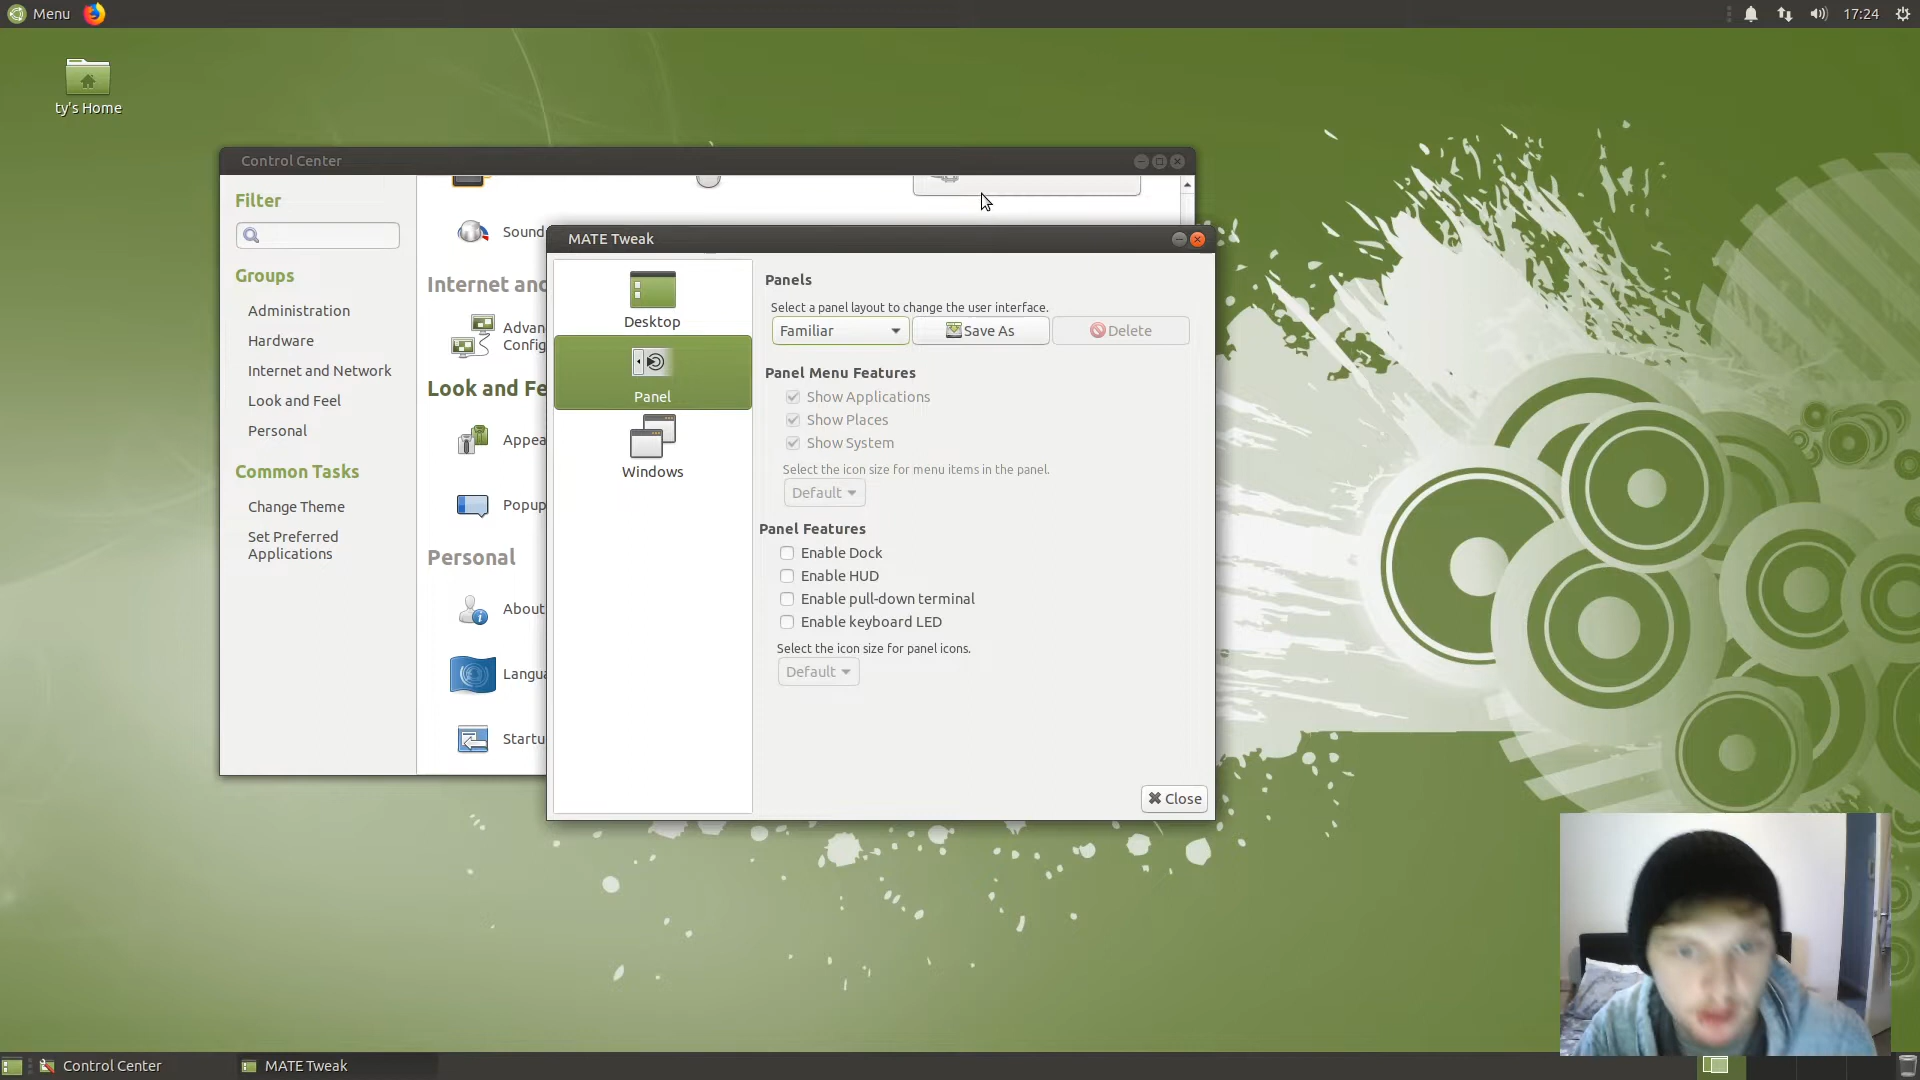 Menu
17:24
ty's Home
Control Center
Filter
Groups
Administration
Hardware
Internet and Network
Look and Feel
Personal
Common Tasks
Change Theme
Set Preferred
Applications
Sound
Internet and
Advan
Config
Look and Fe
Appea
Popup
Personal
About
Langua
Startu
MATE Tweak
Desktop
Panel
Windows
Panels
Select a panel layout to change the user interface.
Familiar
Save As
Delete
Panel Menu Features
Show Applications
Show Places
Show System
Select the icon size for menu items in the panel.
Default
Panel Features
Enable Dock
Enable HUD
Enable pull-down terminal
Enable keyboard LED
Select the icon size for panel icons.
Default
Close
Control Center
MATE Tweak